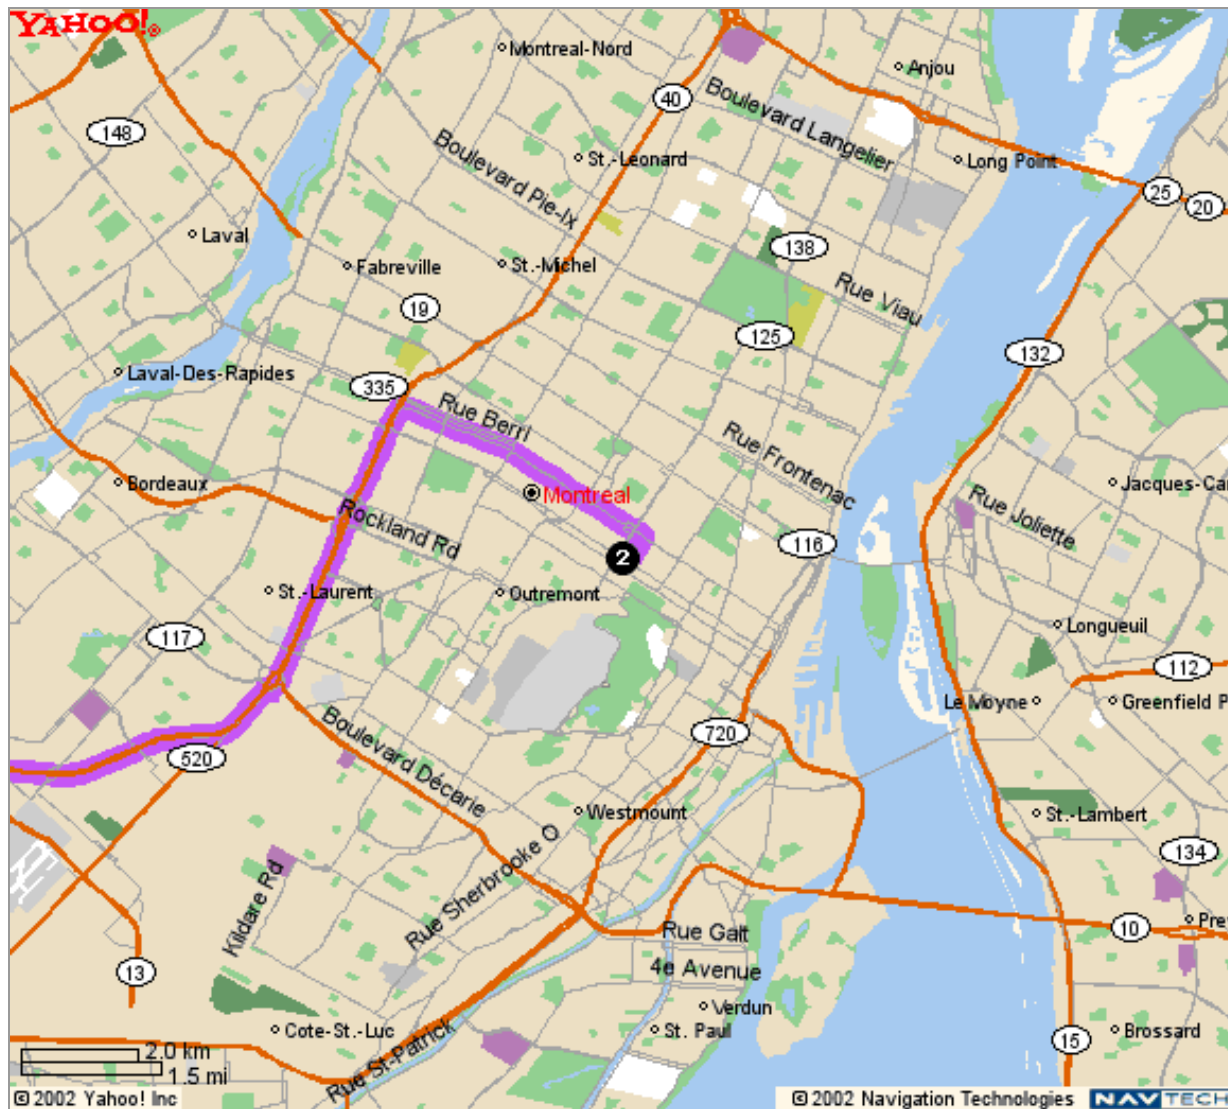 YAHOO!®
Montreal-Nord
Anjou
40
Boulevard Langelier
148
Boulevard Pie-IX
St.-Leonard
Long Point
25
20
Laval
138
Fabreville
St.-Michel
19
Rue Viau
125
132
Laval-Des-Rapides
335
Rue Berri
Rue Frontenac
Bordeaux
Montreal
Jacques-Car
Rockland Rd
Rue Joliette
116
2
St.-Laurent
Outremont
117
Longueuil
112
Le Moyne
Greenfield P
720
Boulevard Décarie
520
Westmount
St.-Lambert
134
Kildare Rd
Rue Sherbrooke O
Pre
10
Rue Galt
13
4e Avenue
Verdun
Cote-St.-Luc
Rue St-Patrick
St. Paul
15
Brossard
2.0 km
1.5 mi
© 2002 Yahoo! Inc
© 2002 Navigation Technologies
NAVTECH